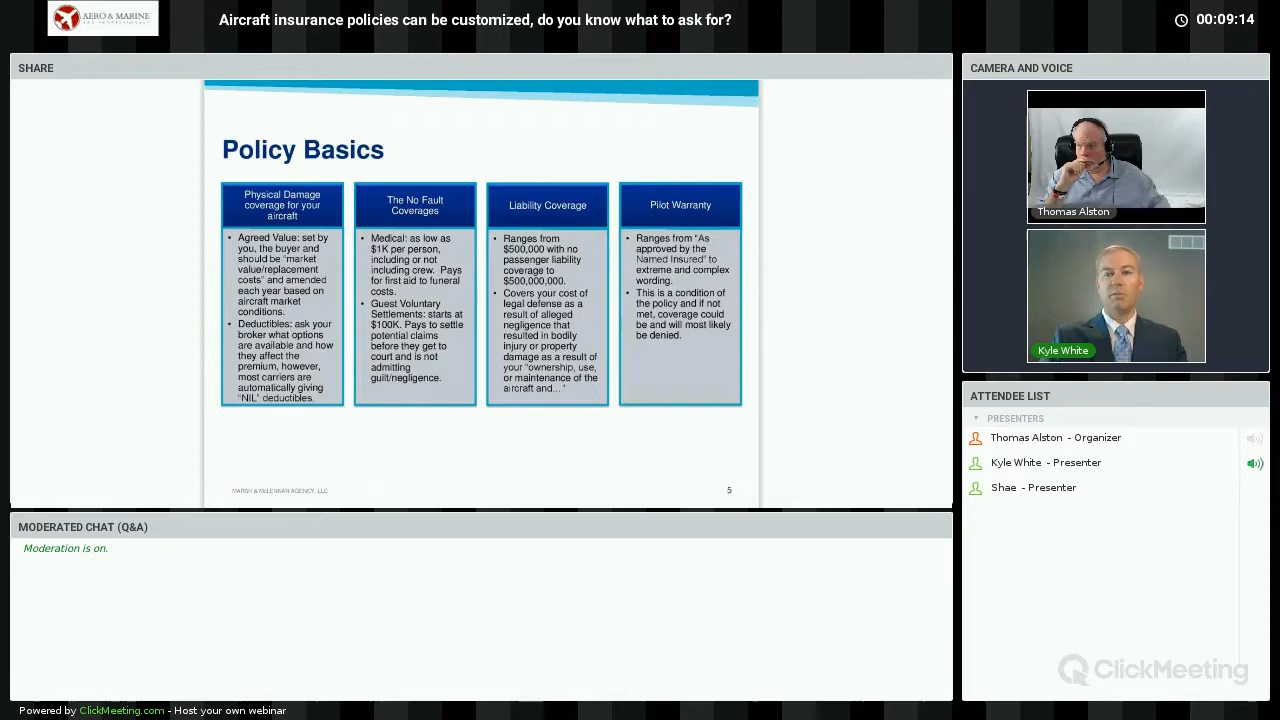 AERO & MARINE
TAX PROFESSIONALS
Aircraft insurance policies can be customized, do you know what to ask for?
00:09:14
SHARE
Policy Basics
Physical Damage
coverage for your
aircraft
• Agreed Value: set by
you, the buyer and
should be “market
value/replacement
costs” and amended
each year based on
aircraft market
conditions.
• Deductibles: ask your
broker what options
are available and how
they affect the
premium, however,
most carriers are
automatically giving
“NIL” deductibles.
The No Fault
Coverages
• Medical: as low as
$1K per person,
including or not
including crew. Pays
for first aid to funeral
costs.
• Guest Voluntary
Settlements: starts at
$100K. Pays to settle
potential claims
before they get to
court and is not
admitting
guilt/negligence.
Liability Coverage
• Ranges from
$500,000 with no
passenger liability
coverage to
$500,000,000.
• Covers your cost of
legal defense as a
result of alleged
negligence that
resulted in bodily
injury or property
damage as a result of
your “ownership, use,
or maintenance of the
aircraft and... ”
Pilot Warranty
• Ranges from “As
approved by the
Named Insured” to
extreme and complex
wording.
• This is a condition of
the policy and if not
met, coverage could
be and will most likely
be denied.
MARSH & McLENNAN AGENCY, LLC
5
CAMERA AND VOICE
Thomas Alston
Kyle White
ATTENDEE LIST
PRESENTERS
Thomas Alston - Organizer
Kyle White - Presenter
Shae - Presenter
MODERATED CHAT (Q&A)
Moderation is on.
ClickMeeting
Powered by ClickMeeting.com - Host your own webinar